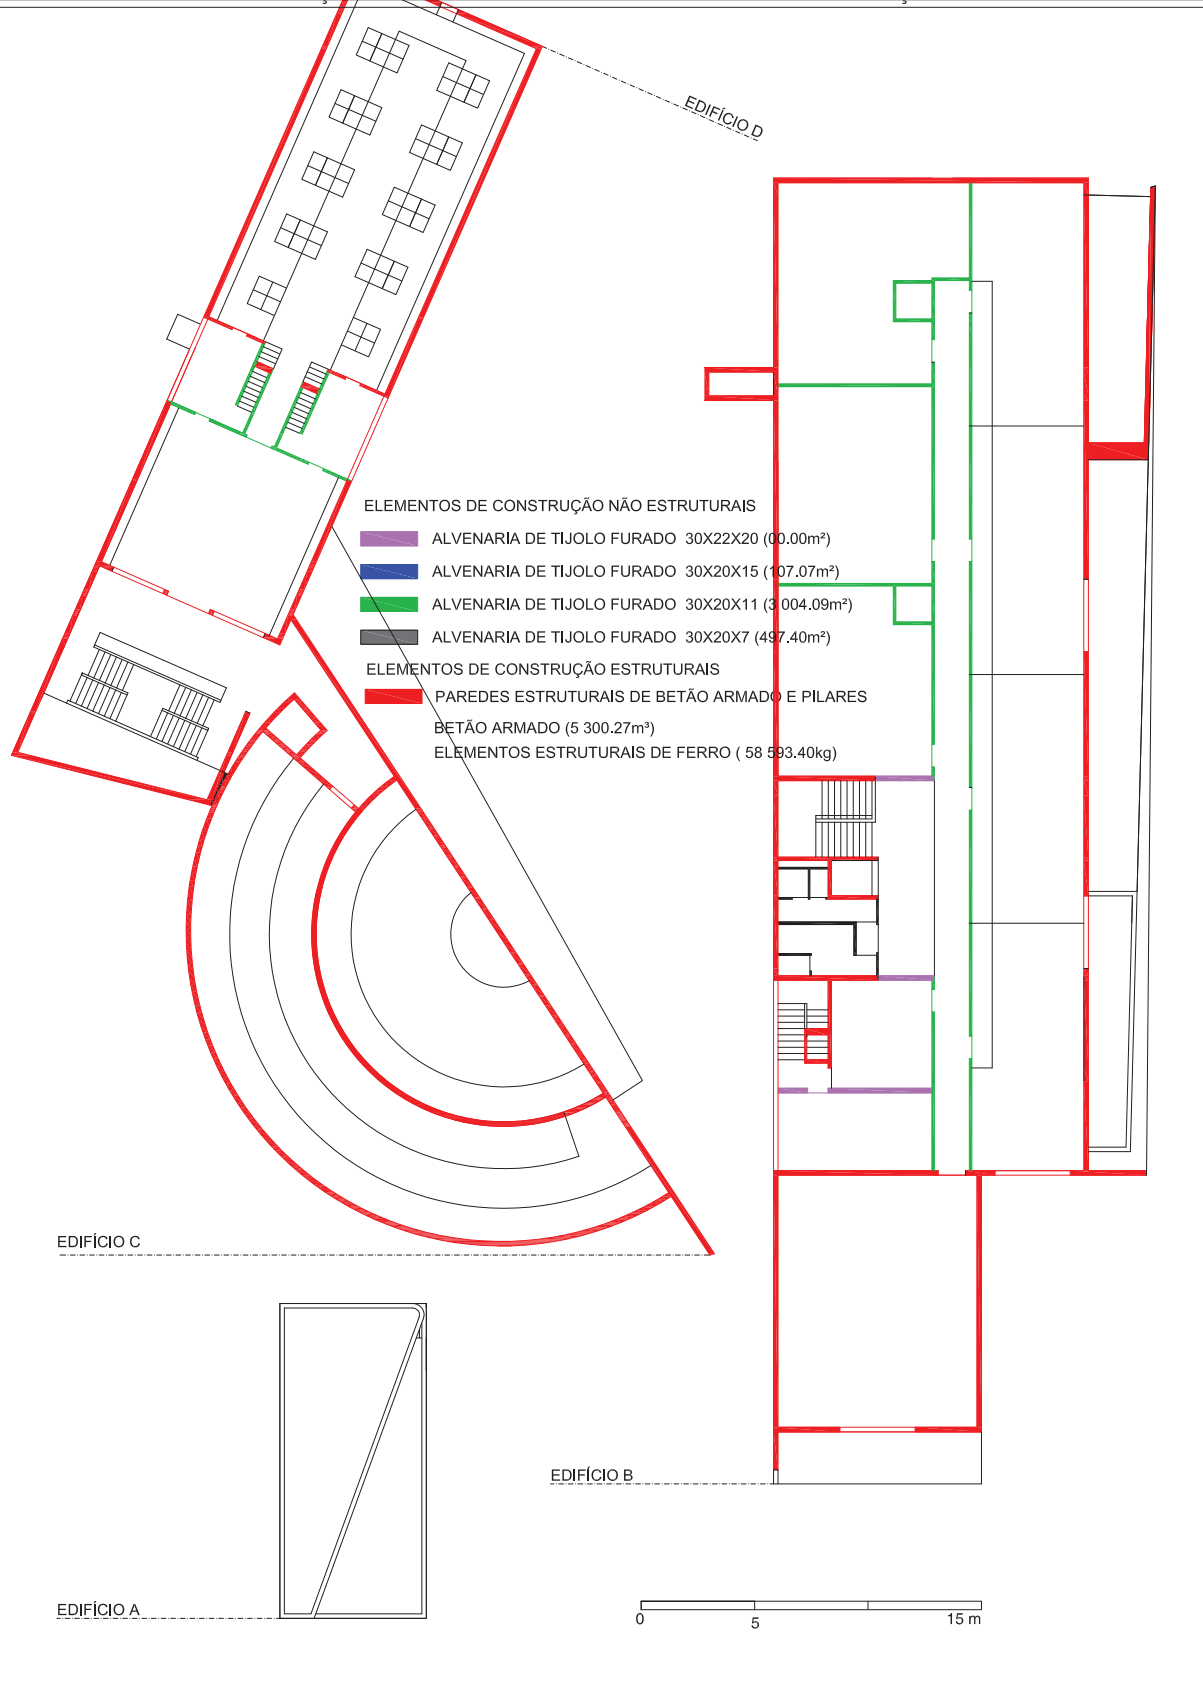 EDIFÍCIO D
ELEMENTOS DE CONSTRUÇÃO NÃO ESTRUTURAIS
ALVENARIA DE TIJOLO FURADO 30X22X20 (00.00m²)
ALVENARIA DE TIJOLO FURADO 30X20X15 (107.07m²)
ALVENARIA DE TIJOLO FURADO 30X20X11 (3 004.09m²)
ALVENARIA DE TIJOLO FURADO 30X20X7 (497.40m²)
ELEMENTOS DE CONSTRUÇÃO ESTRUTURAIS
PAREDES ESTRUTURAIS DE BETÃO ARMADO E PILARES
BETÃO ARMADO (5 300.27m³)
ELEMENTOS ESTRUTURAIS DE FERRO ( 58 593.40kg)
EDIFÍCIO C
EDIFÍCIO B
EDIFÍCIO A
0 5 15 m